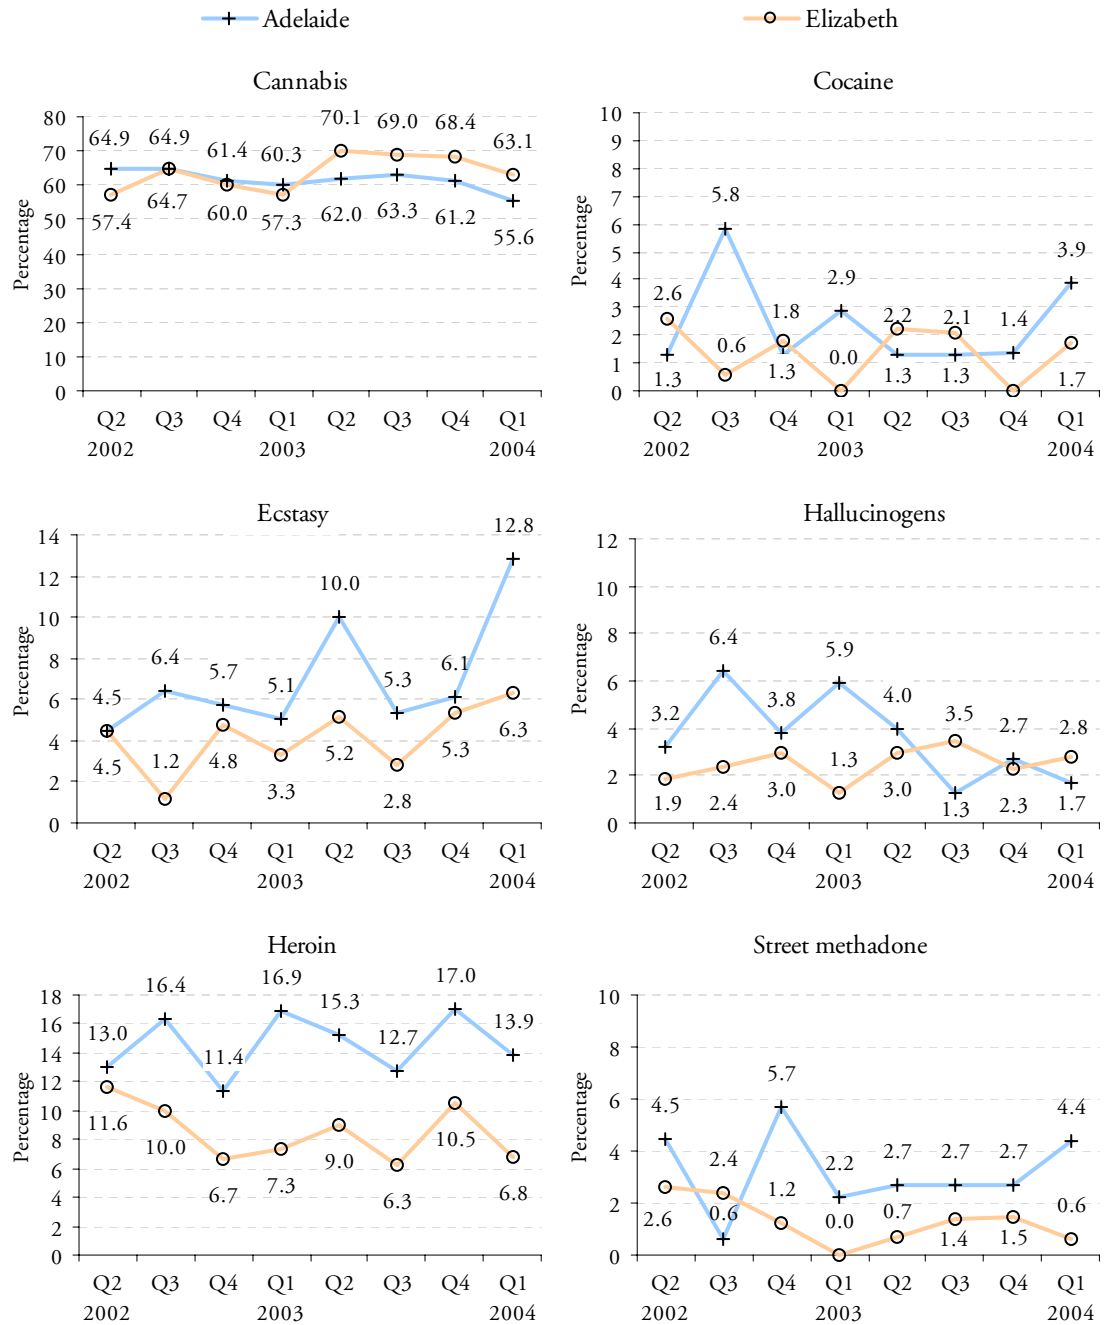 Adelaide Elizabeth
Cannabis
Percentage
80
70
60
50
40
30
20
10
0
64.9 64.9 61.4 60.3 70.1 69.0 68.4 63.1
57.4 64.7 60.0 57.3 62.0 63.3 61.2 55.6
Q2 Q3 Q4 Q1 Q2 Q3 Q4 Q1
2002 2003 2004
Cocaine
Percentage
10
9
8
7
6
5
4
3
2
1
0
2.6 5.8 1.8 2.9 2.2 2.1 1.4 3.9
1.3 0.6 1.3 0.0 1.3 1.3 1.7
Q2 Q3 Q4 Q1 Q2 Q3 Q4 Q1
2002 2003 2004
Ecstasy
Percentage
14
12
10
8
6
4
2
0
4.5 6.4 5.7 5.1 10.0 5.3 6.1 12.8
4.5 1.2 4.8 3.3 5.2 2.8 5.3 6.3
Q2 Q3 Q4 Q1 Q2 Q3 Q4 Q1
2002 2003 2004
Hallucinogens
Percentage
12
10
8
6
4
2
0
3.2 6.4 3.8 5.9 4.0 3.5 2.7 2.8
1.9 2.4 3.0 1.3 3.0 1.3 2.3 1.7
Q2 Q3 Q4 Q1 Q2 Q3 Q4 Q1
2002 2003 2004
Heroin
Percentage
18
16
14
12
10
8
6
4
2
0
13.0 16.4 11.4 16.9 15.3 12.7 17.0 13.9
11.6 10.0 6.7 7.3 9.0 6.3 10.5 6.8
Q2 Q3 Q4 Q1 Q2 Q3 Q4 Q1
2002 2003 2004
Street methadone
Percentage
10
8
6
4
2
0
4.5 2.4 5.7 2.2 2.7 2.7 2.7 4.4
2.6 0.6 1.2 0.0 0.7 1.4 1.5 0.6
Q2 Q3 Q4 Q1 Q2 Q3 Q4 Q1
2002 2003 2004